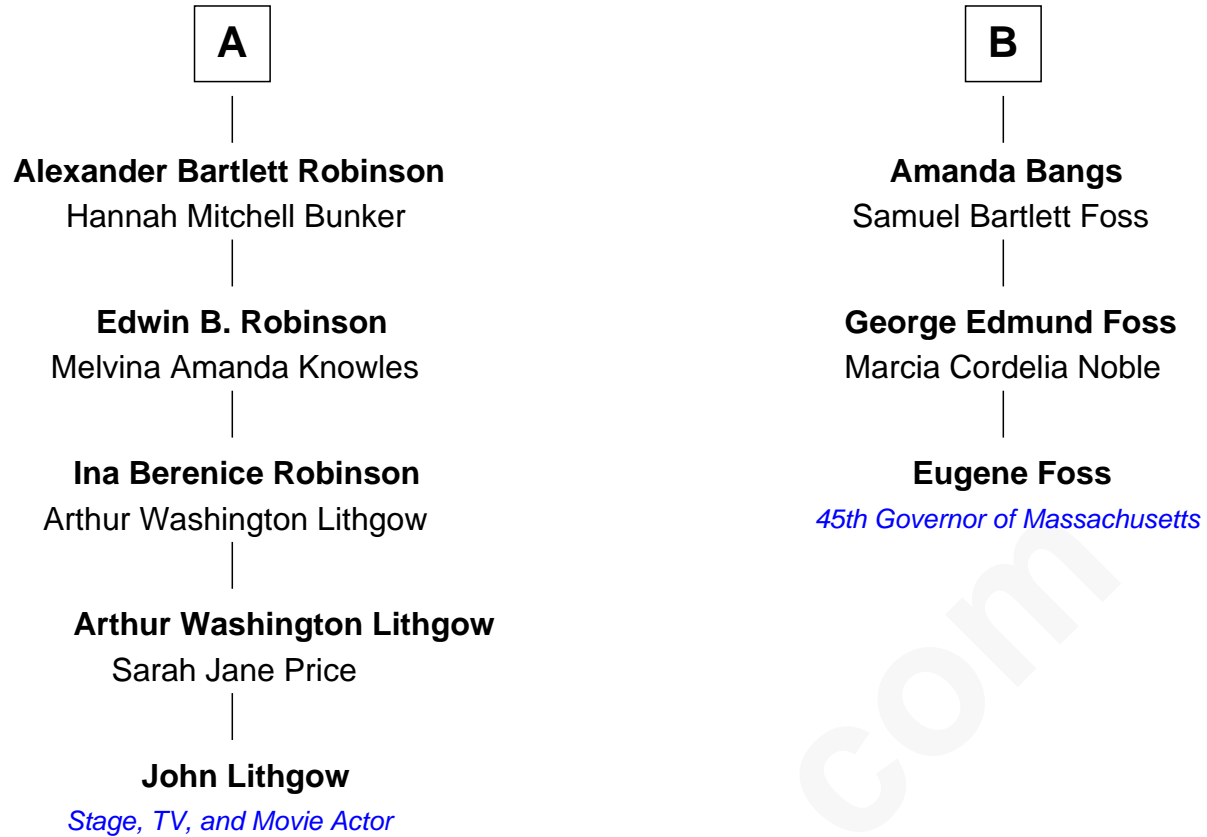 A
Alexander Bartlett Robinson
Hannah Mitchell Bunker
Edwin B. Robinson
Melvina Amanda Knowles
Ina Berenice Robinson
Arthur Washington Lithgow
Arthur Washington Lithgow
Sarah Jane Price
John Lithgow
Stage, TV, and Movie Actor
B
Amanda Bangs
Samuel Bartlett Foss
George Edmund Foss
Marcia Cordelia Noble
Eugene Foss
45th Governor of Massachusetts
com